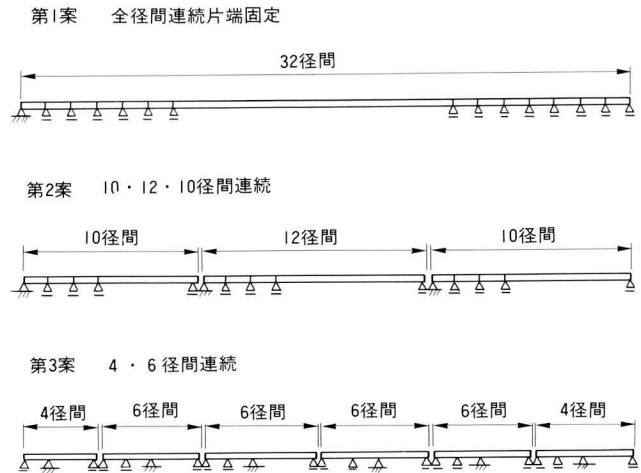 第1案 全径間連続片端固定
32径間
第2案 10・12・10径間連続
10径間 12径間 10径間
第3案 4・6径間連続
4径間 6径間 6径間 6径間 6径間 4径間